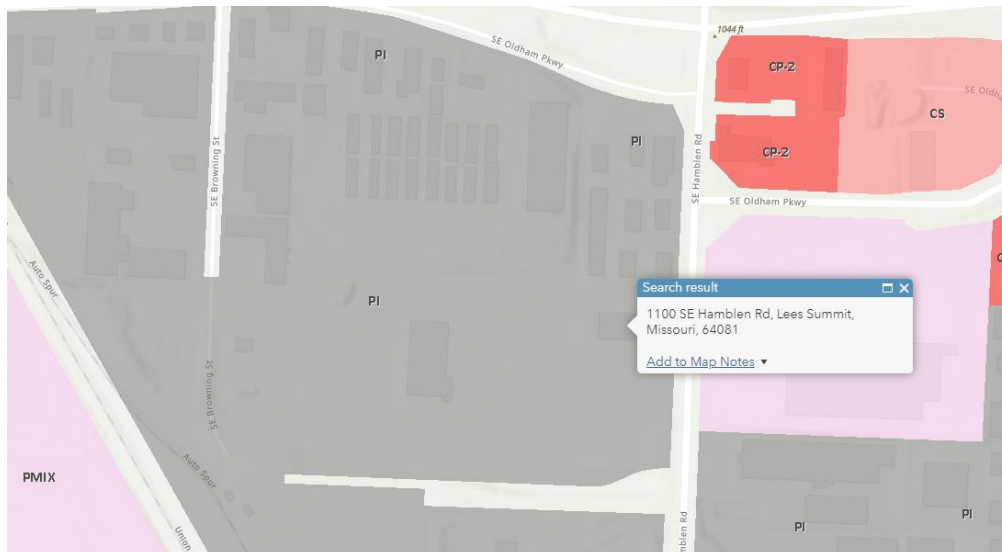 1044 ft
SE Oldham Pkwy
PI
CP-2
SE Oldh
CS
PI
CP-2
SE Browning St
SE Hamblen Rd
SE Oldham Pkwy
Auto Spur
PI
Search result
1100 SE Hamblen Rd, Lees Summit,
Missouri, 64081
Add to Map Notes
SE Browning St
PMIX
Auto Spur
Union
mblen Rd
PI
PI